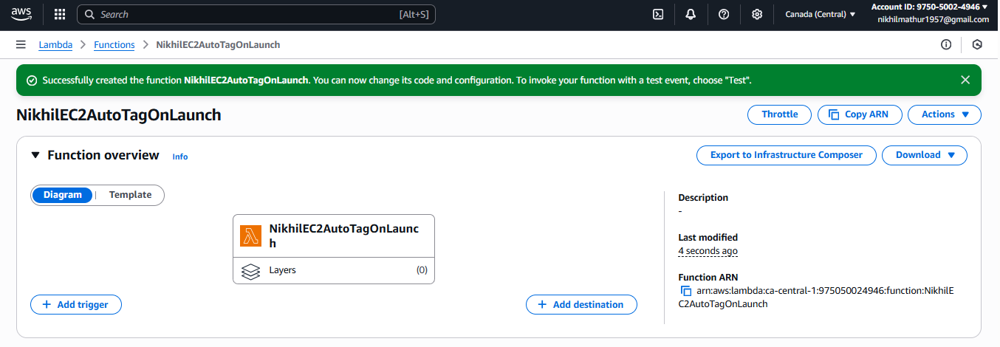 aws
Search
[Alt+S]
Canada (Central)
Account ID: 9750-5002-4946
nikhilmathur1957@gmail.com
Lambda
Functions
NikhilEC2AutoTagOnLaunch
Successfully created the function NikhilEC2AutoTagOnLaunch. You can now change its code and configuration. To invoke your function with a test event, choose "Test".
NikhilEC2AutoTagOnLaunch
Throttle
Copy ARN
Actions
Function overview
Info
Export to Infrastructure Composer
Download
Diagram
Template
NikhilEC2AutoTagOnLaunc
h
Layers
(0)
Add trigger
Add destination
Description
-
Last modified
4 seconds ago
Function ARN
arn:aws:lambda:ca-central-1:975050024946:function:NikhilE
C2AutoTagOnLaunch